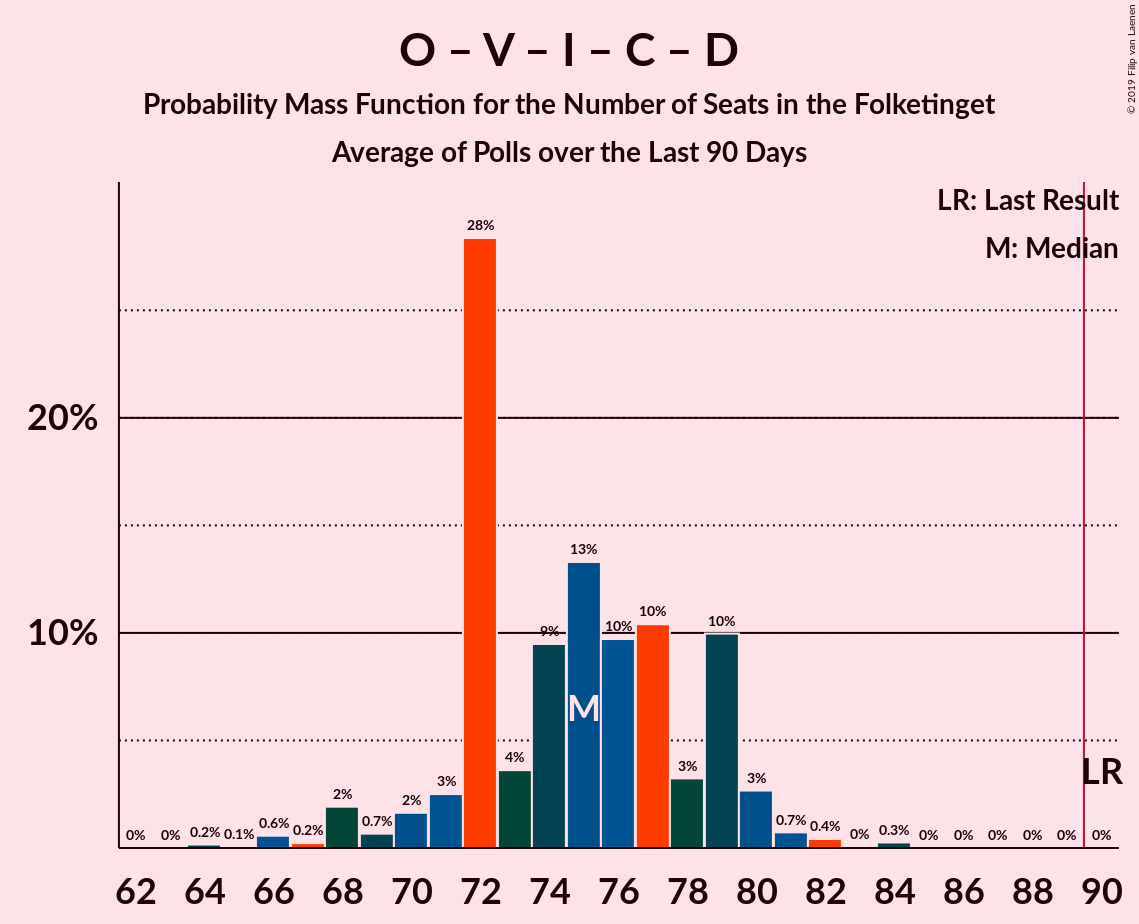 O – V – I – C – D
Probability Mass Function for the Number of Seats in the Folketinget
Average of Polls over the Last 90 Days
© 2019 Filip van Laenen
LR: Last Result
M: Median
20%
10%
0% 0% 0.2% 0.1% 0.6% 0.2% 2% 0.7% 2% 3% 28% 4% 9% 13% 10% 10% 3% 10% 3% 0.7% 0.4% 0% 0.3% 0% 0% 0% 0% 0% 0%
M
LR
62 64 66 68 70 72 74 76 78 80 82 84 86 88 90